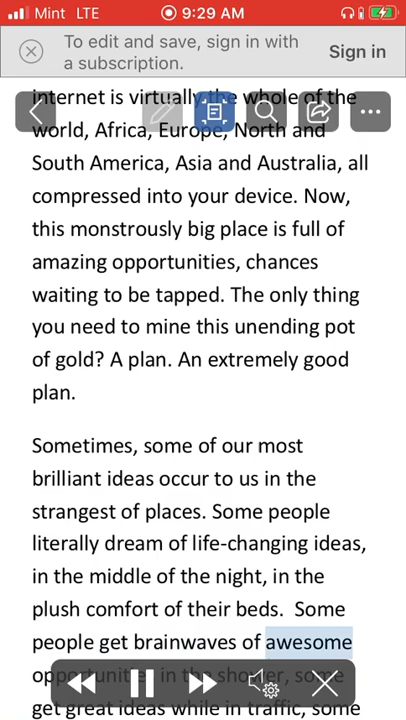 Mint LTE 9:29 AM
To edit and save, sign in with a subscription.
Sign in
internet is virtually the whole of the
world, Africa, Europe, North and
South America, Asia and Australia, all
compressed into your device. Now,
this monstrously big place is full of
amazing opportunities, chances
waiting to be tapped. The only thing
you need to mine this unending pot
of gold? A plan. An extremely good
plan.
Sometimes, some of our most
brilliant ideas occur to us in the
strangest of places. Some people
literally dream of life-changing ideas,
in the middle of the night, in the
plush comfort of their beds.  Some
people get brainwaves of awesome
opportunities in the shower, some
get great ideas while in traffic, some